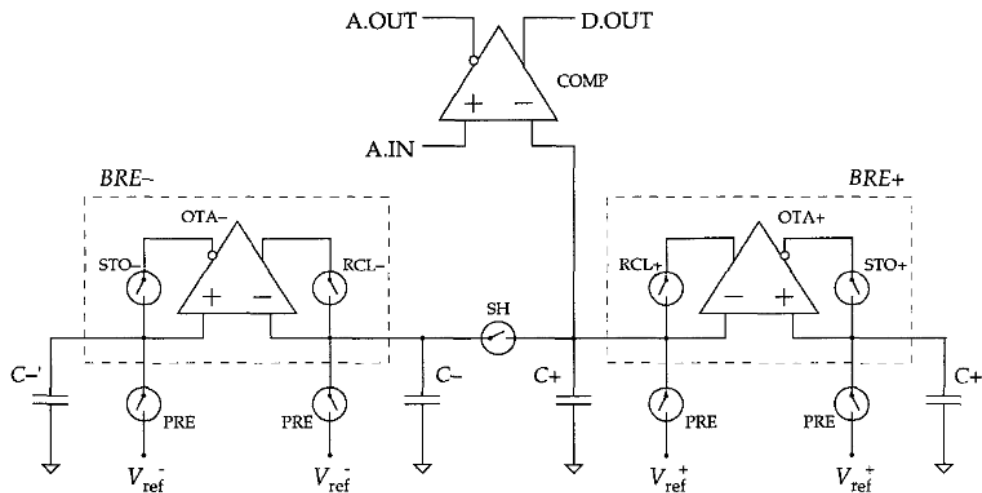 A.OUT
D.OUT
COMP
+
−
A.IN
BRE−
BRE+
OTA−
OTA+
STO−
RCL−
RCL+
STO+
+
−
−
+
SH
C−'
C−
C+
C+
PRE
PRE
PRE
PRE
V_ref^-
V_ref^-
V_ref^+
V_ref^+